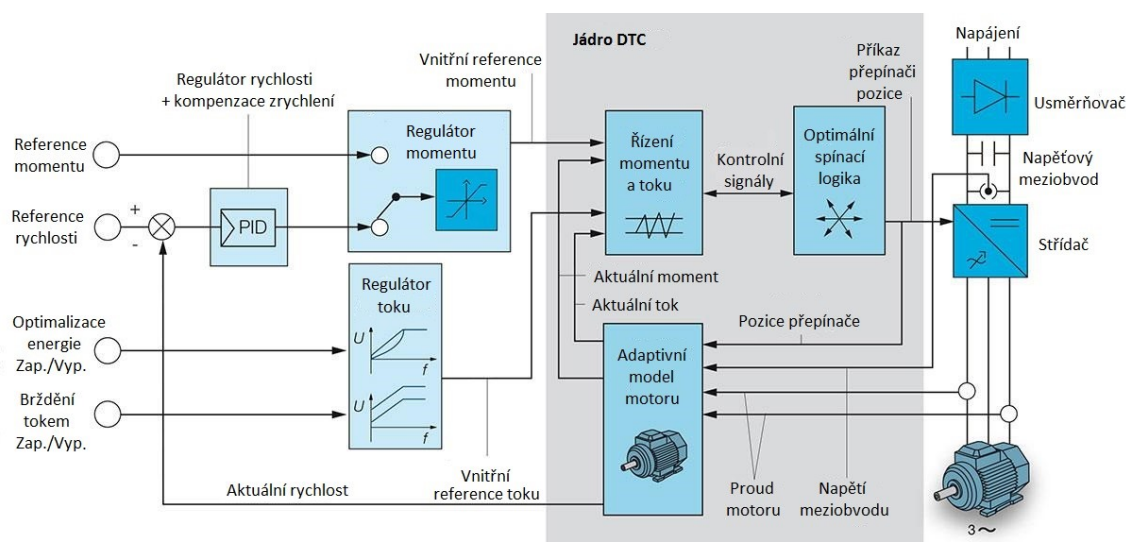 Jádro DTC
Napájení
Příkaz
přepínači
pozice
Vnitřní reference
momentu
Regulátor rychlosti
+ kompenzace zrychlení
Usměrňovač
Reference
momentu
Regulátor
momentu
Řízení
momentu
a toku
Kontrolní
signály
Optimální
spínací
logika
Napěťový
meziobvod
Reference
rychlosti
+
-
PID
Střídač
Aktuální moment
Aktuální tok
Regulátor
toku
U
f
U
f
Optimalizace
energie
Zap./Vyp.
Brždění
tokem
Zap./Vyp.
Pozice přepínače
Adaptivní
model
motoru
Aktuální rychlost
Vnitřní
reference toku
Proud
motoru
Napětí
meziobvodu
3~